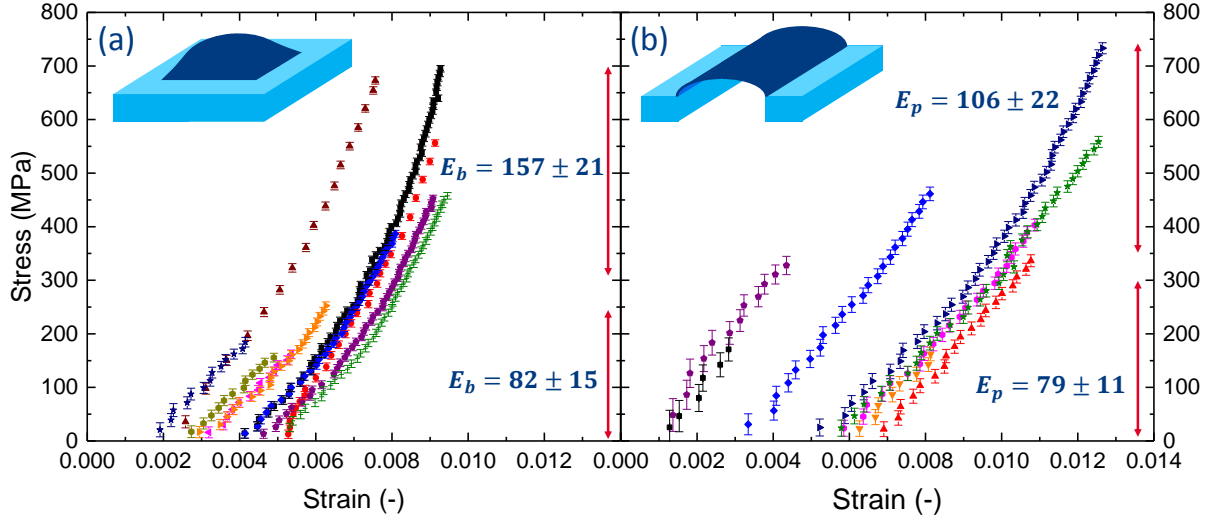 (a)
(b)
800
700
600
500
400
300
200
100
0
Stress (MPa)
E_b = 157 ± 21
E_b = 82 ± 15
0.000 0.002 0.004 0.006 0.008 0.010 0.012
Strain (-)
E_p = 106 ± 22
E_p = 79 ± 11
0.000 0.002 0.004 0.006 0.008 0.010 0.012 0.014
Strain (-)
800
700
600
500
400
300
200
100
0